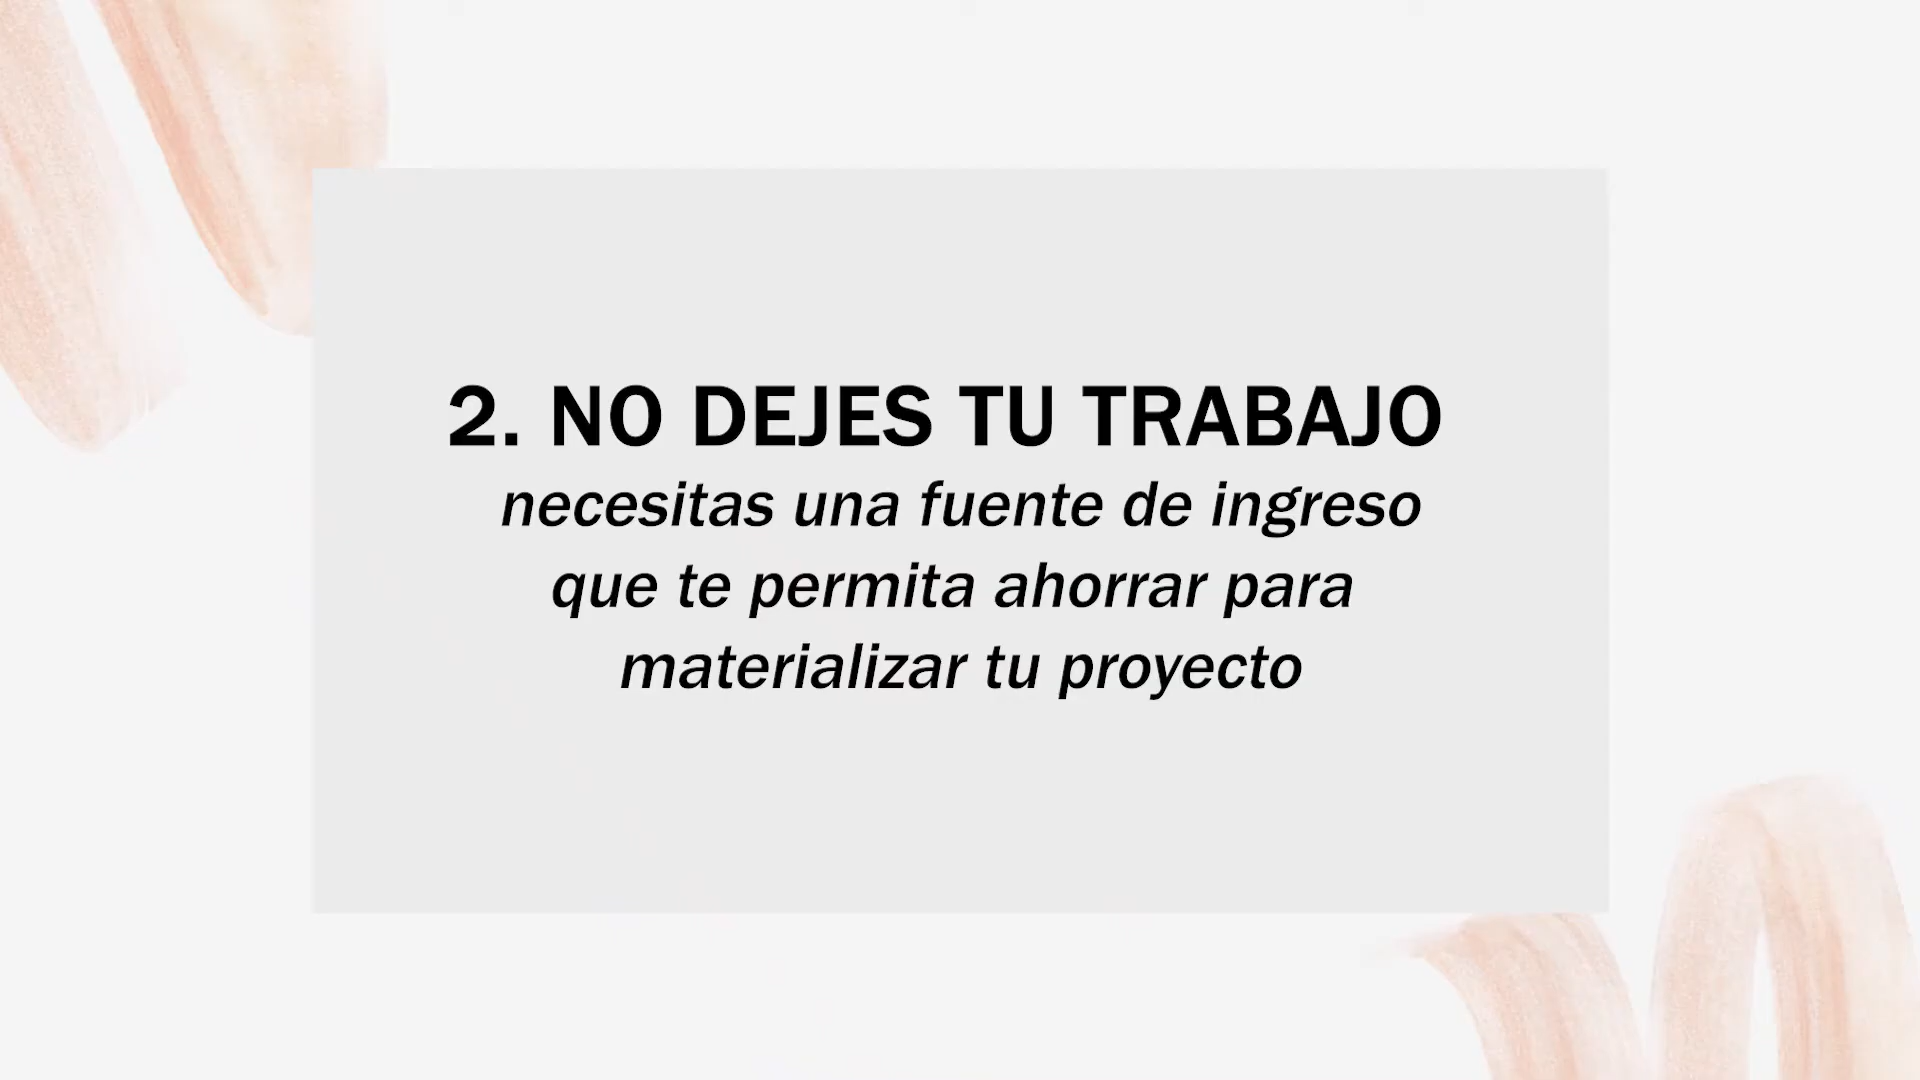 2. NO DEJES TU TRABAJO
necesitas una fuente de ingreso
que te permita ahorrar para
materializar tu proyecto